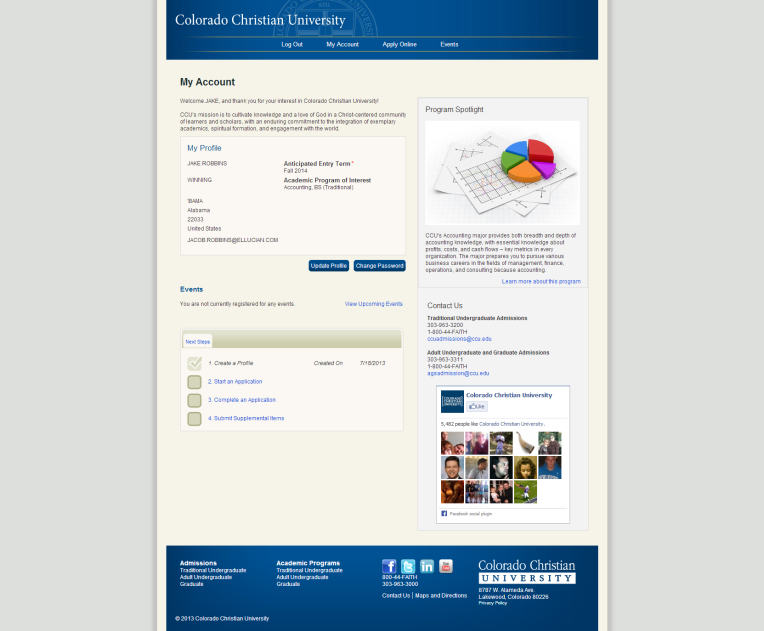 Colorado Christian University
Log Out My Account Apply Online Events
My Account
Welcome JAKE, and thank you for your interest in Colorado Christian University!
CCU's mission is to cultivate knowledge and a love of God in a Christ-centered community
of learners and scholars, with an enduring commitment to the integration of exemplary
academics, spiritual formation, and engagement with the world.
My Profile
JAKE ROBBINS
WINNING
'BAMA
Alabama
22033
United States
JACOB.ROBBINS@ELLUCIAN.COM
Anticipated Entry Term *
Fall 2014
Academic Program of Interest
Accounting, BS (Traditional)
Update Profile Change Password
Events
You are not currently registered for any events. View Upcoming Events
Next Steps
1. Create a Profile Created On 7/18/2013
2. Start an Application
3. Complete an Application
4. Submit Supplemental Items
Program Spotlight
CCU's Accounting major provides both breadth and depth of
accounting knowledge, with essential knowledge about
profits, costs, and cash flows – key metrics in every
organization. The major prepares you to pursue various
business careers in the fields of management, finance,
operations, and consulting because accounting.
Learn more about this program
Contact Us
Traditional Undergraduate Admissions
303-963-3200
1-800-44-FAITH
ccuadmissions@ccu.edu
Adult Undergraduate and Graduate Admissions
303-963-3311
1-800-44-FAITH
agsadmission@ccu.edu
Colorado Christian University
Like
5,482 people like Colorado Christian University.
Facebook social plugin
Admissions
Traditional Undergraduate
Adult Undergraduate
Graduate
Academic Programs
Traditional Undergraduate
Adult Undergraduate
Graduate
800-44-FAITH
303-963-3000
Contact Us | Maps and Directions
Colorado Christian
UNIVERSITY
8787 W. Alameda Ave.
Lakewood, Colorado 80226
Privacy Policy
© 2013 Colorado Christian University